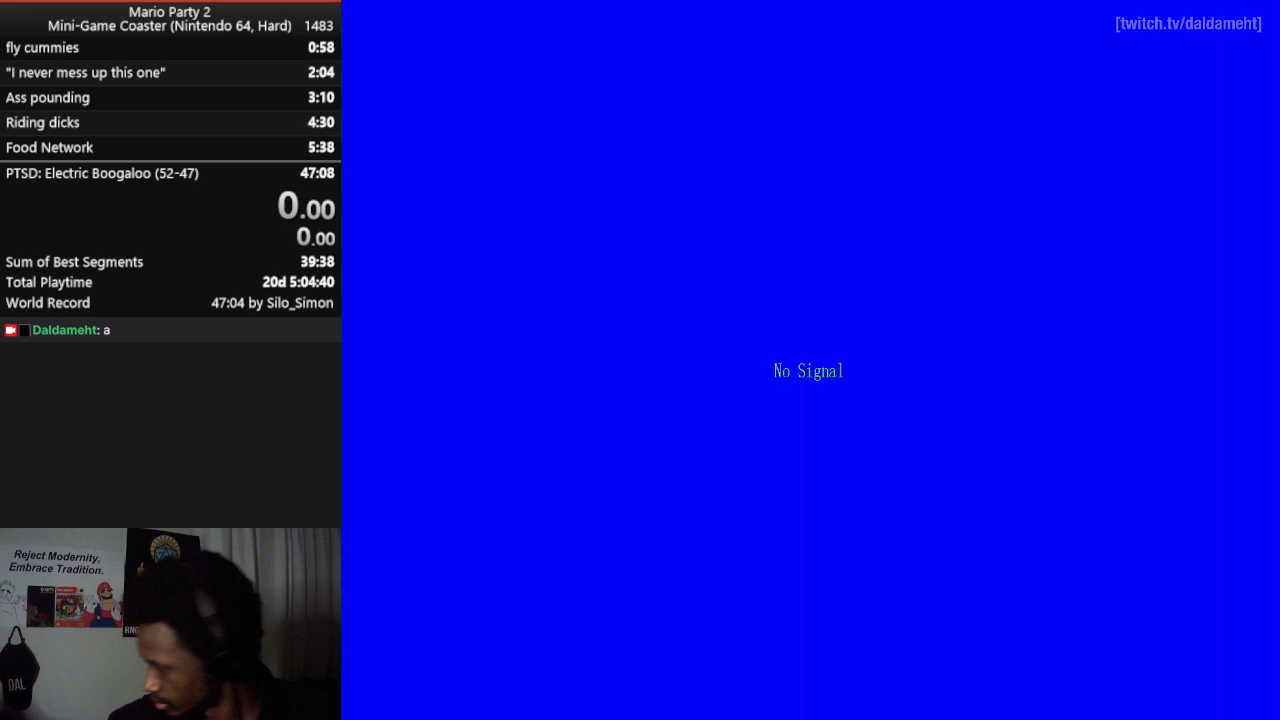 Mario Party 2
Mini-Game Coaster (Nintendo 64, Hard) 1483
fly cummies 0:58
"I never mess up this one" 2:04
Ass pounding 3:10
Riding dicks 4:30
Food Network 5:38
PTSD: Electric Boogaloo (52-47) 47:08
0.00
0.00
Sum of Best Segments 39:38
Total Playtime 20d 5:04:40
World Record 47:04 by Silo_Simon
Daldameht: a
[twitch.tv/daldameht]
No Signal
Reject Modernity,
Embrace Tradition.
DAL